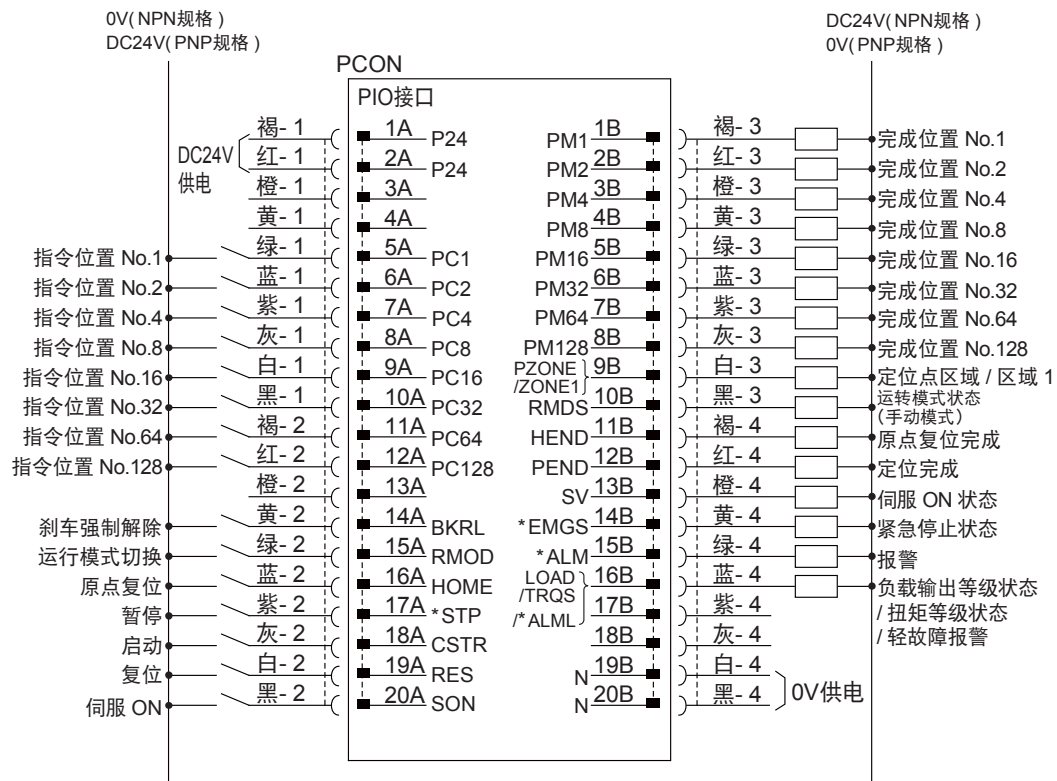 0V(NPN规格)
DC24V(PNP规格)
DC24V(NPN规格)
0V(PNP规格)
PCON
PIO接口
DC24V
供电
褐- 1 1A P24 PM1 1B 褐- 3 完成位置 No.1
红- 1 2A P24 PM2 2B 红- 3 完成位置 No.2
橙- 1 3A PM4 3B 橙- 3 完成位置 No.4
黄- 1 4A PM8 4B 黄- 3 完成位置 No.8
指令位置 No.1 绿- 1 5A PC1 PM16 5B 绿- 3 完成位置 No.16
指令位置 No.2 蓝- 1 6A PC2 PM32 6B 蓝- 3 完成位置 No.32
指令位置 No.4 紫- 1 7A PC4 PM64 7B 紫- 3 完成位置 No.64
指令位置 No.8 灰- 1 8A PC8 PM128 8B 灰- 3 完成位置 No.128
指令位置 No.16 白- 1 9A PC16 PZONE /ZONE1 9B 白- 3 定位点区域 / 区域 1
指令位置 No.32 黑- 1 10A PC32 RMDS 10B 黑- 3 运转模式状态 (手动模式)
指令位置 No.64 褐- 2 11A PC64 HEND 11B 褐- 4 原点复位完成
指令位置 No.128 红- 2 12A PC128 PEND 12B 红- 4 定位完成
橙- 2 13A SV 13B 橙- 4 伺服 ON 状态
刹车强制解除 黄- 2 14A BKRL *EMGS 14B 黄- 4 紧急停止状态
运行模式切换 绿- 2 15A RMOD *ALM 15B 绿- 4 报警
原点复位 蓝- 2 16A HOME LOAD /TRQS 16B 蓝- 4 负载输出等级状态
暂停 紫- 2 17A *STP /*ALML 17B 紫- 4 / 扭矩等级状态
启动 灰- 2 18A CSTR 18B 灰- 4 / 轻故障报警
复位 白- 2 19A RES N 19B 白- 4
伺服 ON 黑- 2 20A SON N 20B 黑- 4
0V供电